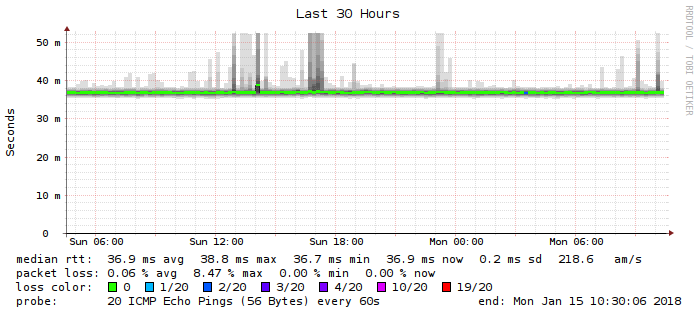 Last 30 Hours
RRDTOOL / TOBI OETIKER
Seconds
50 m
40 m
30 m
20 m
10 m
0
Sun 06:00 Sun 12:00 Sun 18:00 Mon 00:00 Mon 06:00
median rtt: 36.9 ms avg 38.8 ms max 36.7 ms min 36.9 ms now 0.2 ms sd 218.6 am/s
packet loss: 0.06 % avg 8.47 % max 0.00 % min 0.00 % now
loss color: 0 1/20 2/20 3/20 4/20 10/20 19/20
probe: 20 ICMP Echo Pings (56 Bytes) every 60s end: Mon Jan 15 10:30:06 2018